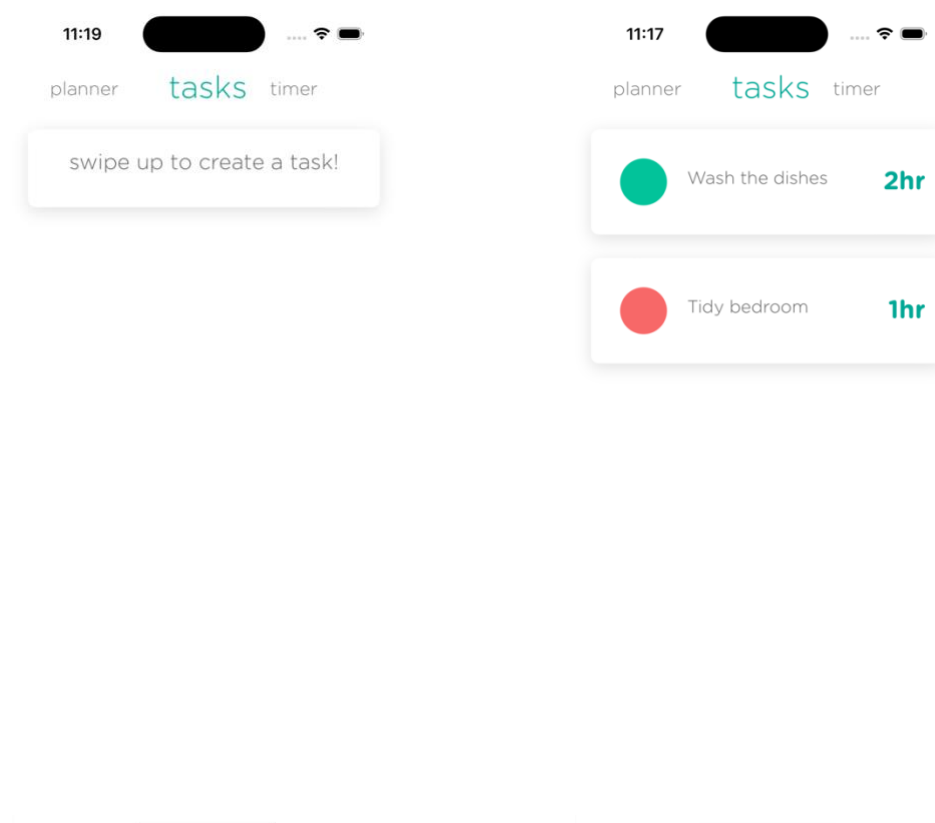 11:19
planner tasks timer
swipe up to create a task!
11:17
planner tasks timer
Wash the dishes 2hr
Tidy bedroom 1hr